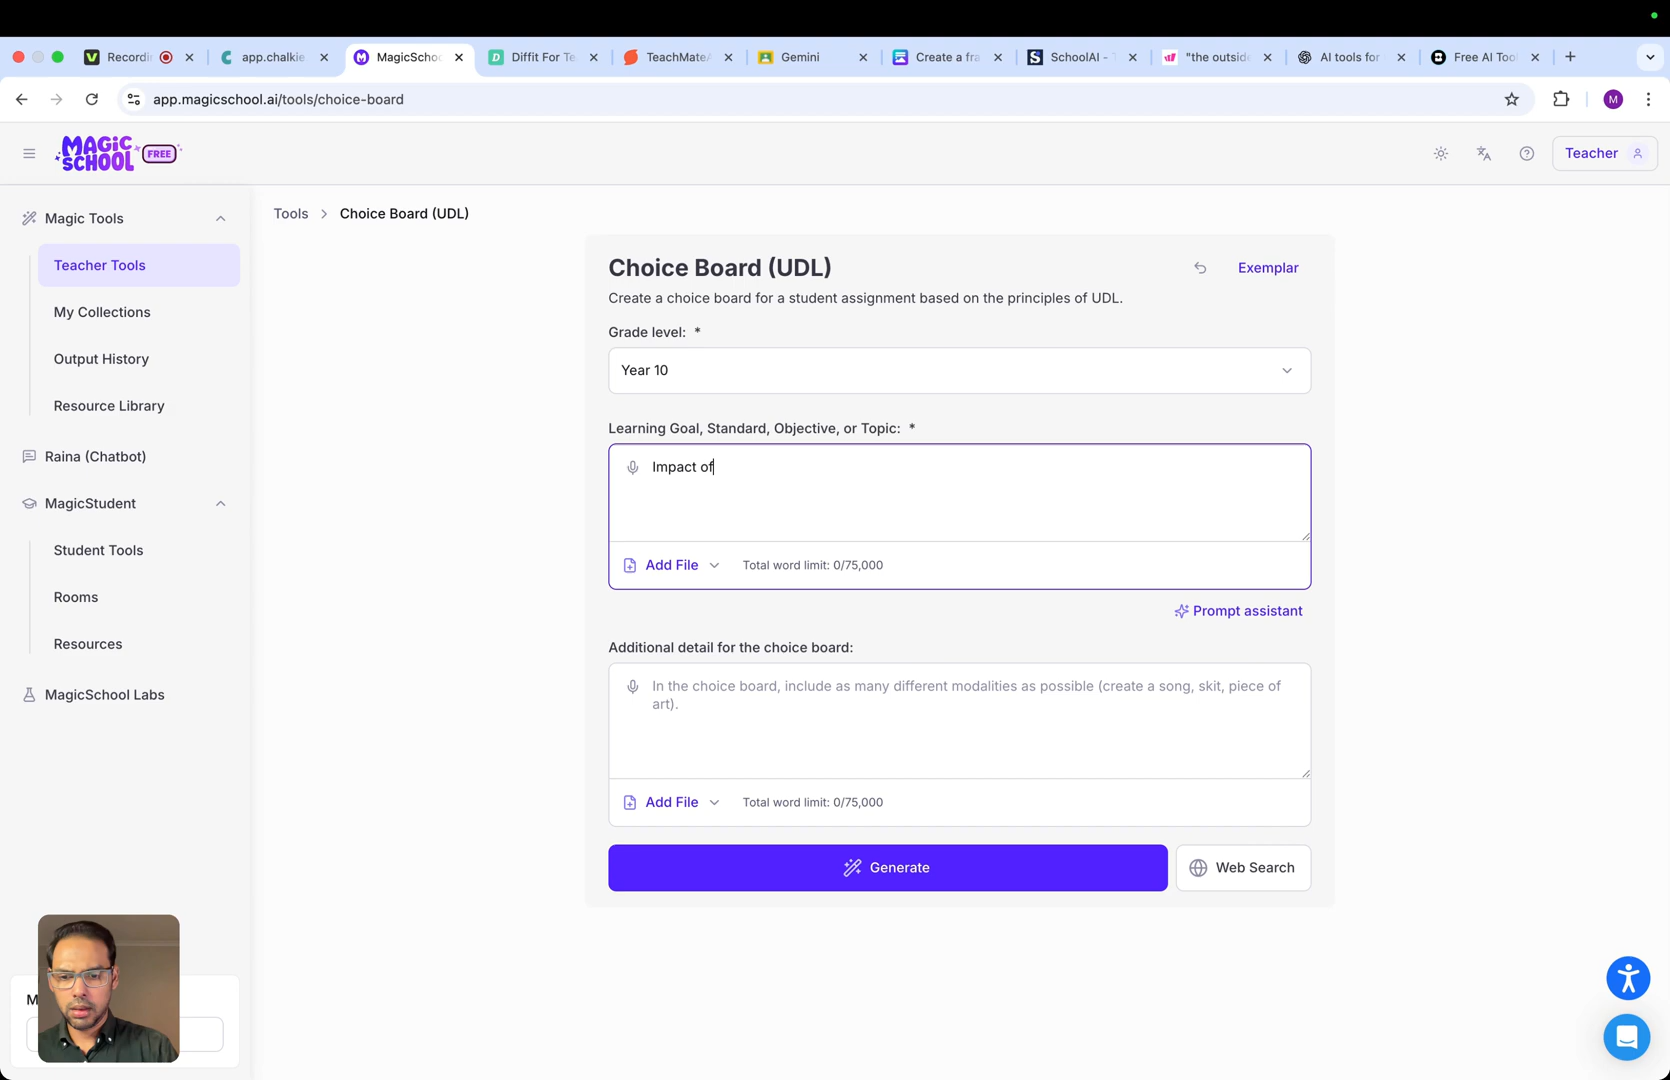 Recordin
app.chalkie
MagicSchoo
Diffit For Te
TeachMateA
Gemini
Create a fra
SchoolAI - T
"the outside
AI tools for
Free AI Tool
app.magicschool.ai/tools/choice-board
M
MAGiC
SCHOOL
FREE
Teacher
Magic Tools
Teacher Tools
My Collections
Output History
Resource Library
Raina (Chatbot)
MagicStudent
Student Tools
Rooms
Resources
MagicSchool Labs
M
Tools > Choice Board (UDL)
Choice Board (UDL)
Exemplar
Create a choice board for a student assignment based on the principles of UDL.
Grade level: *
Year 10
Learning Goal, Standard, Objective, or Topic: *
Impact of
Add File
Total word limit: 0/75,000
Prompt assistant
Additional detail for the choice board:
In the choice board, include as many different modalities as possible (create a song, skit, piece of
art).
Add File
Total word limit: 0/75,000
Generate
Web Search